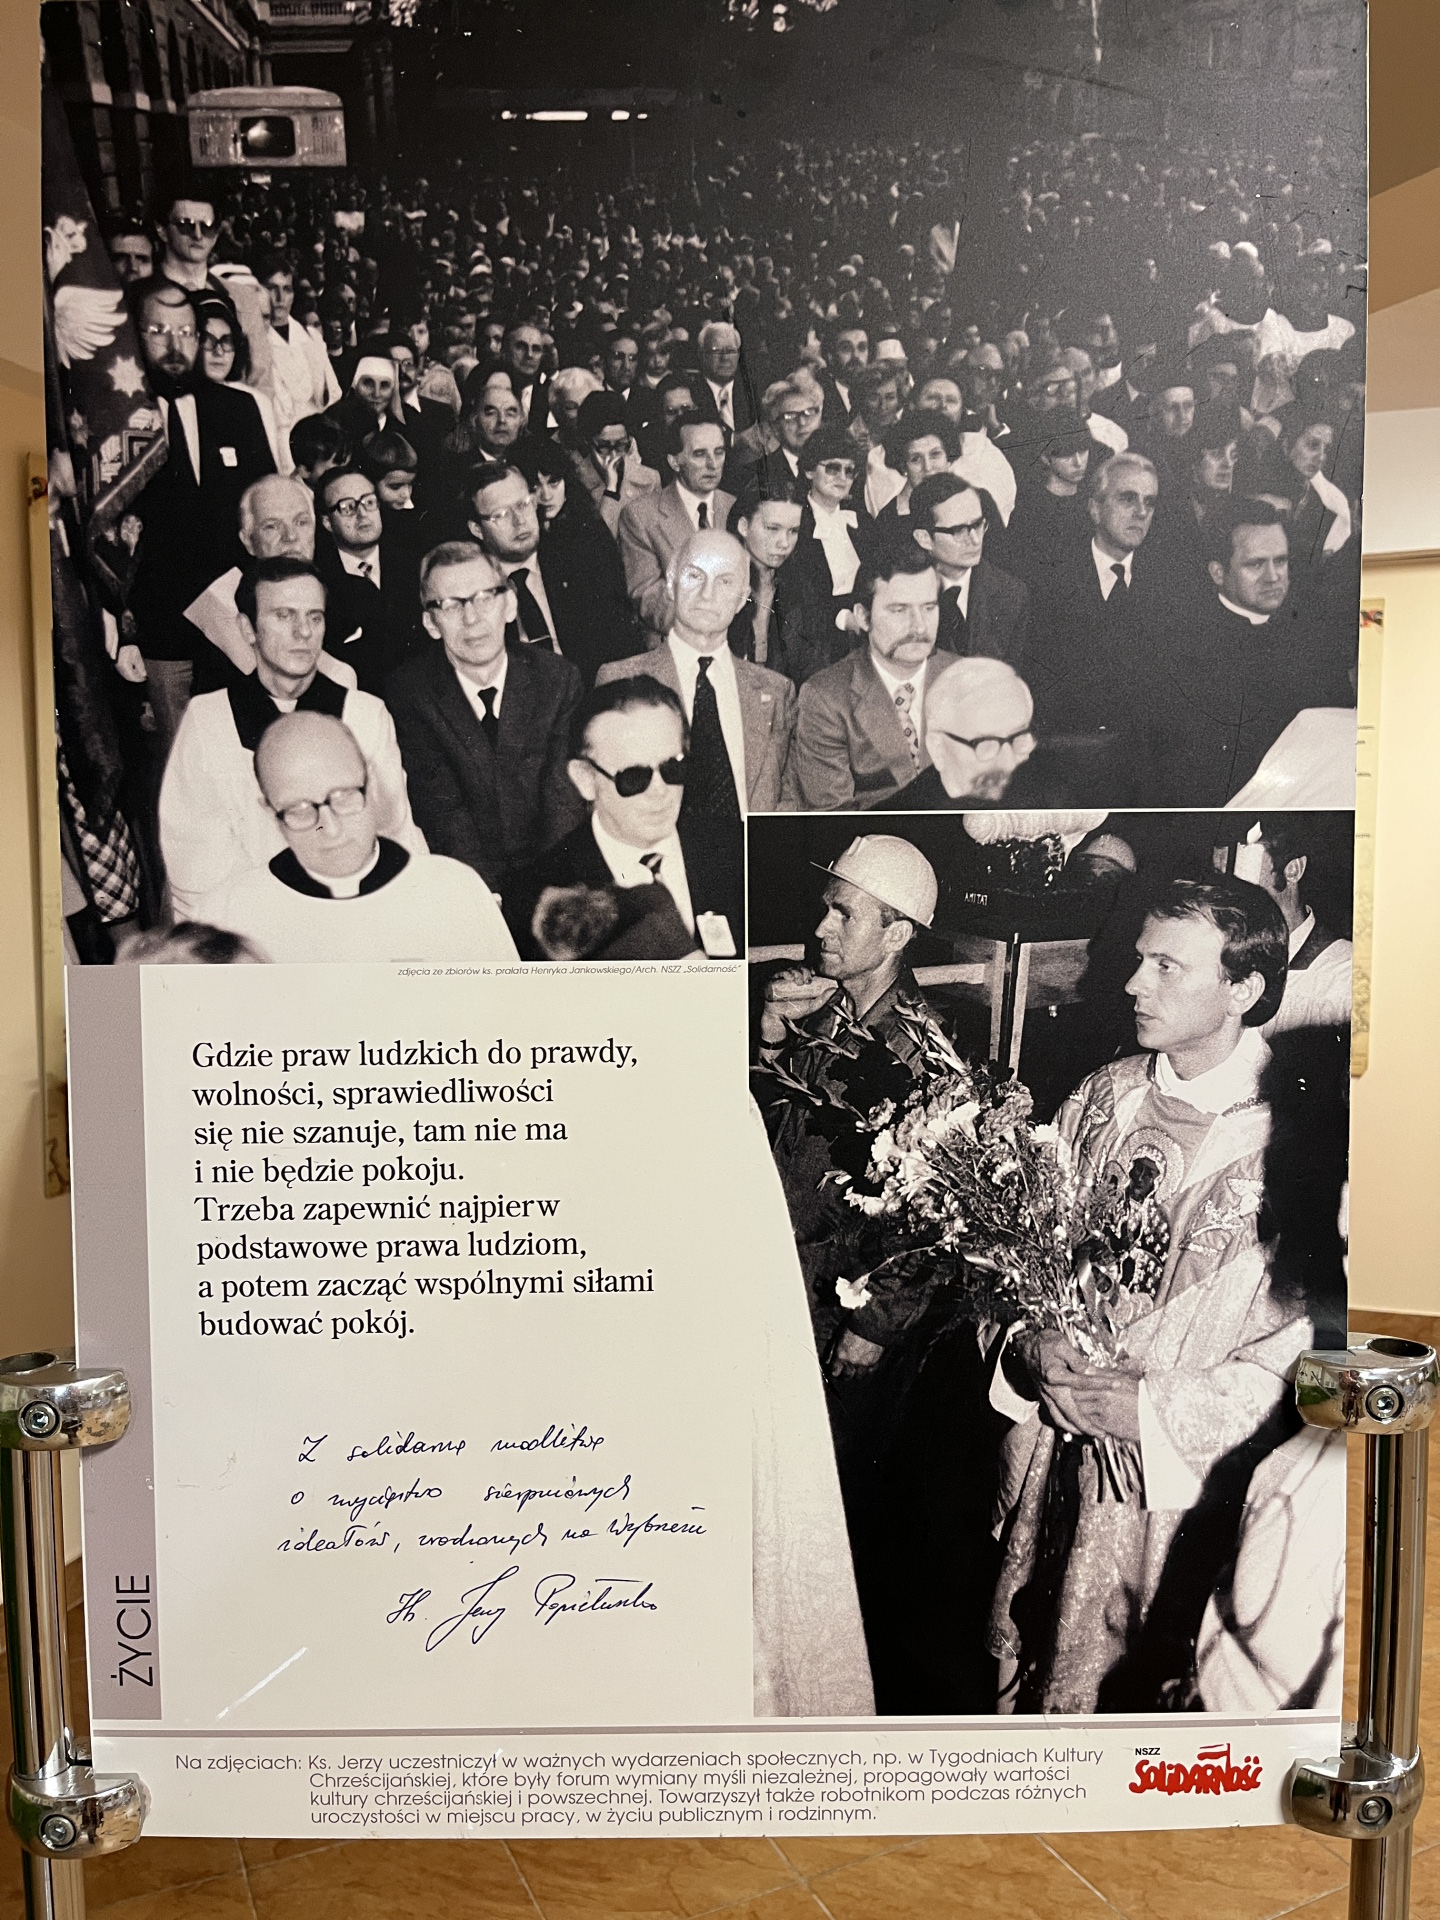 zdjęcia ze zbiorów ks. prałata Henryka Jankowskiego/Arch. NSZZ „Solidarność”
Gdzie praw ludzkich do prawdy,
wolności, sprawiedliwości
się nie szanuje, tam nie ma
i nie będzie pokoju.
Trzeba zapewnić najpierw
podstawowe prawa ludziom,
a potem zacząć wspólnymi siłami
budować pokój.
Z solidarną modlitwą
o zwycięstwo sierpniowych
ideałów, zrodzonych na Wybrzeżu
Ks. Jerzy Popiełuszko
ŻYCIE
Na zdjęciach: Ks. Jerzy uczestniczył w ważnych wydarzeniach społecznych, np. w Tygodniach Kultury
Chrześcijańskiej, które były forum wymiany myśli niezależnej, propagowały wartości
kultury chrześcijańskiej i powszechnej. Towarzyszył także robotnikom podczas różnych
uroczystości w miejscu pracy, w życiu publicznym i rodzinnym.
NSZZ
SOLIDARNOŚĆ